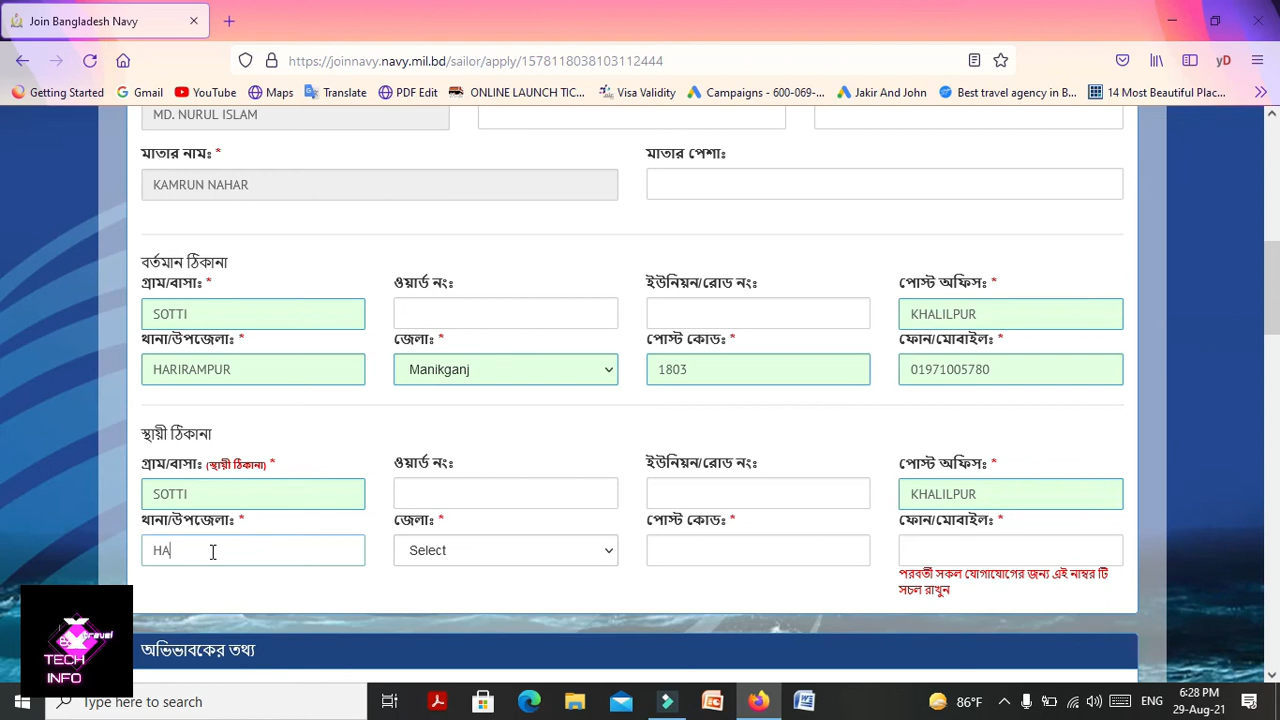 Join Bangladesh Navy
https://joinnavy.navy.mil.bd/sailor/apply/1578118038103112444
yD
Getting Started Gmail YouTube Maps Translate PDF Edit ONLINE LAUNCH TIC... Visa Validity Campaigns - 600-069-... Jakir And John Best travel agency in B... 14 Most Beautiful Plac...
MD. NURUL ISLAM
মাতার নামঃ * মাতার পেশাঃ
KAMRUN NAHAR
বর্তমান ঠিকানা
গ্রাম/বাসাঃ * ওয়ার্ড নংঃ ইউনিয়ন/রোড নংঃ পোস্ট অফিসঃ *
SOTTI KHALILPUR
থানা/উপজেলাঃ * জেলাঃ * পোস্ট কোডঃ * ফোন/মোবাইলঃ *
HARIRAMPUR Manikganj 1803 01971005780
স্থায়ী ঠিকানা
গ্রাম/বাসাঃ (স্থায়ী ঠিকানা) * ওয়ার্ড নংঃ ইউনিয়ন/রোড নংঃ পোস্ট অফিসঃ *
SOTTI KHALILPUR
থানা/উপজেলাঃ * জেলাঃ * পোস্ট কোডঃ * ফোন/মোবাইলঃ *
HA Select
পরবর্তী সকল যোগাযোগের জন্য এই নাম্বার টি
সচল রাখুন
অভিভাবকের তথ্য
travel
TECH
INFO
Type here to search 86°F ENG 6:28 PM
29-Aug-21